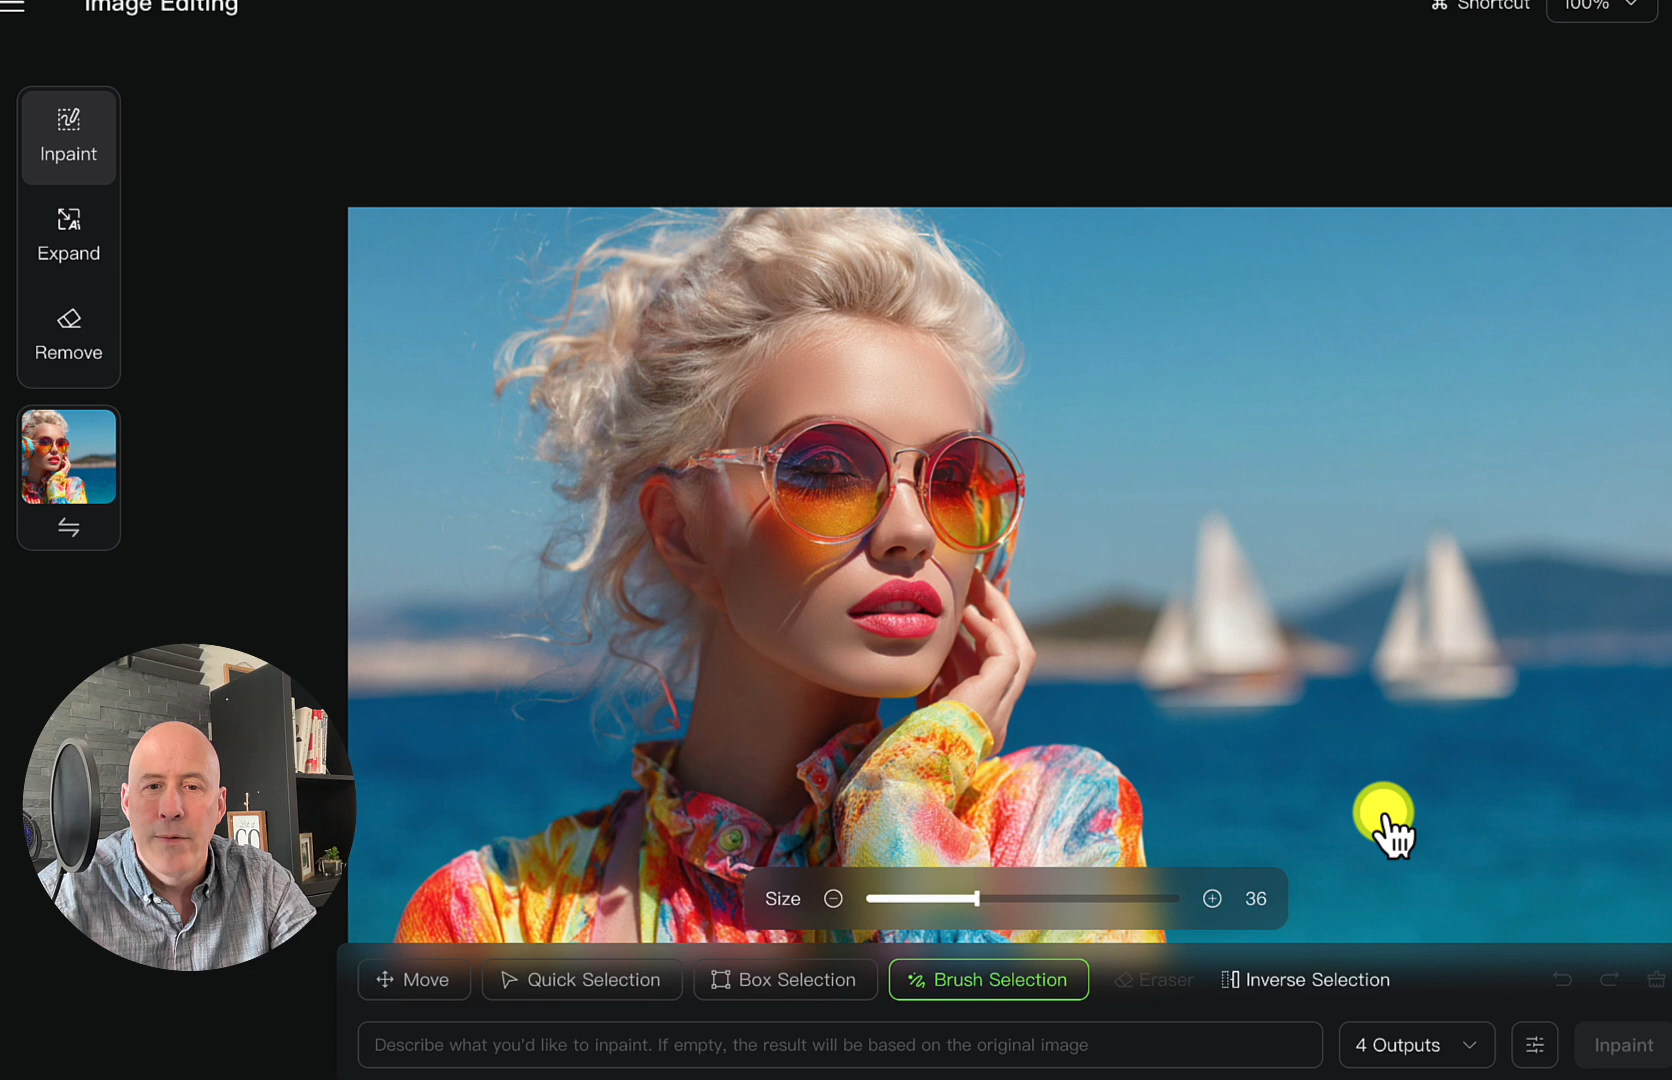 Image Editing
Shortcut
100%
Inpaint
Expand
Remove
Size
36
Move
Quick Selection
Box Selection
Brush Selection
Eraser
Inverse Selection
Describe what you'd like to inpaint. If empty, the result will be based on the original image
4 Outputs
Inpaint